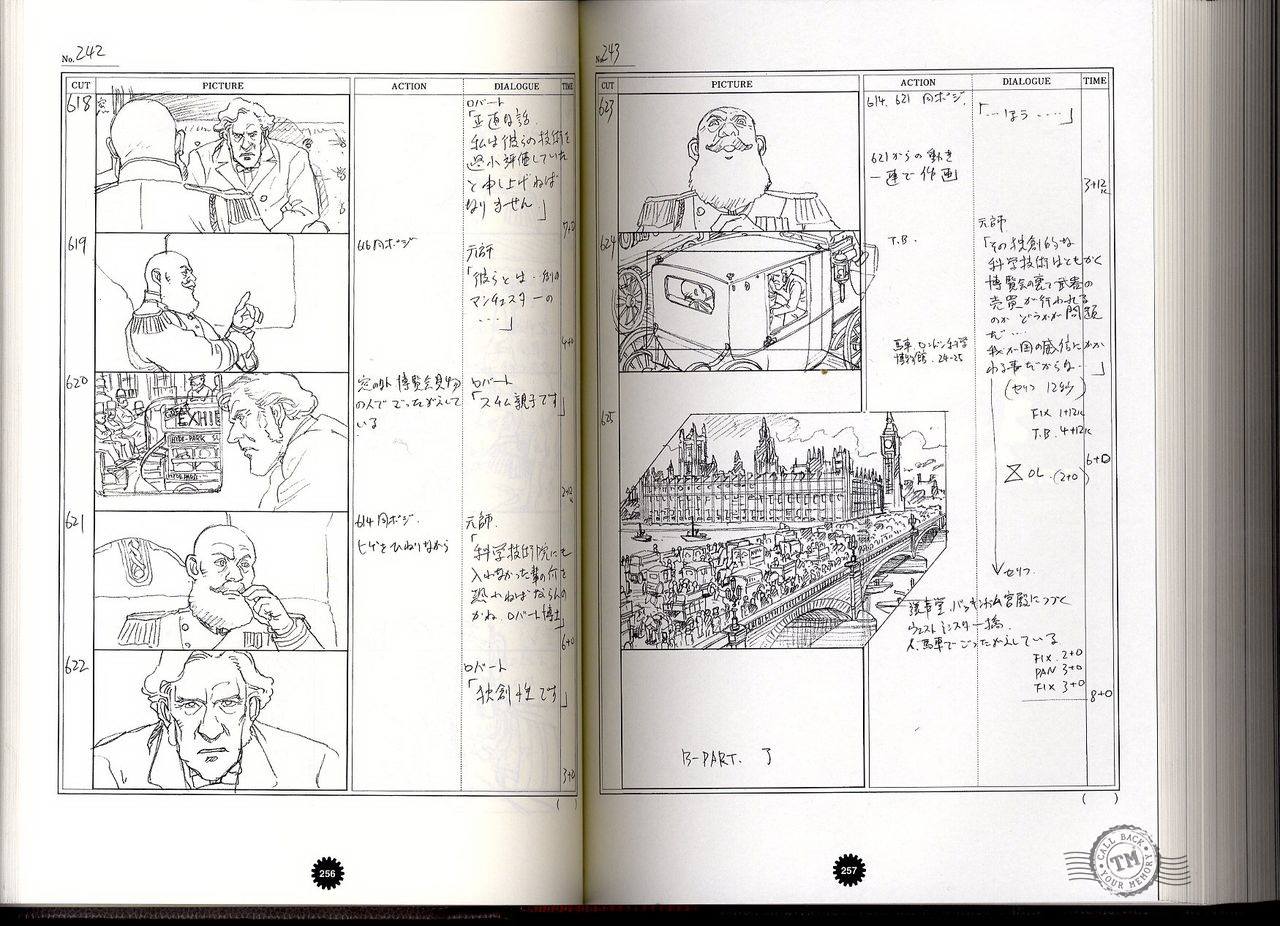 No. 242
CUT PICTURE ACTION DIALOGUE TIME
618
窓
ロバート
「正直な話、
私は彼らの技術を
過小評価していた
と申し上げねば
なりません」
7+0
619
616 同ポジ
元帥
「彼らとは‥例の
マンチェスターの
‥‥」
4+0
620
EXHIB
HYDE-PARK
窓の外 博覧会見物
の人でごったがえして
いる
ロバート
「スチム親子です」
2+12
621
614 同ポジ.
ヒゲをひねりながら
元帥.
「
科学技術院にも
入れなかった輩の何を
恐れねばならんの
かね、ロバート博士」
6+0
622
ロバート
「独創性です」
3+0
256
No. 243
CUT PICTURE ACTION DIALOGUE TIME
623
614. 621 同ポジ.
621からの動き
一連で作画
「‥ほう‥‥」
3+12
624
T.B.
馬車、ロンドン科学
博物館. 24-25
元帥
「その独創的な
科学技術はともかく
博覧会の裏で武器の
売買が行われる
のかどうかが問題
だ‥‥
我が国の威信にかか
わる事だからな‥」
(セリフ 12秒)
FIX 1+12
T.B. 4+12
OL (2+0)
6+0
625
セリフ
議事堂、バッキンガム宮殿につづく
ウェストミンスター橋.
人、馬車でごったがえしている
FIX. 2+0
PAN 3+0
FIX 3+0
8+0
B-PART. 了
257
CALL BACK
TM
YOUR MEMORY